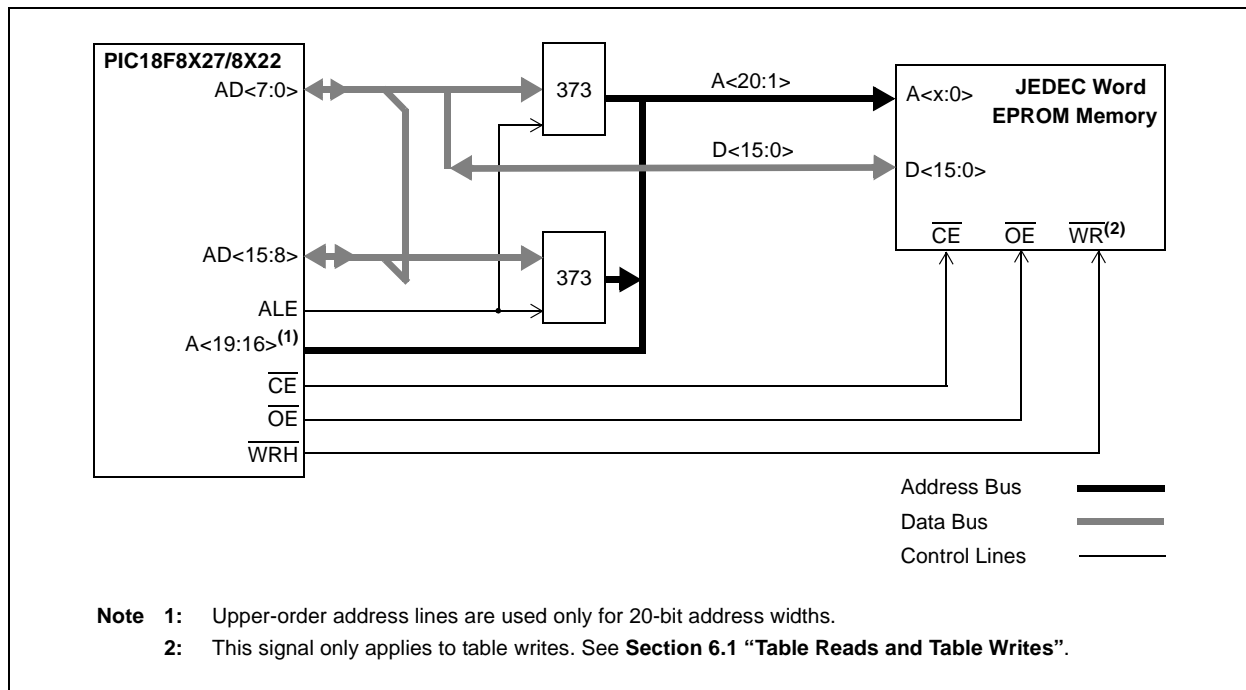 PIC18F8X27/8X22
AD<7:0>
373
A<20:1>
A<x:0>
JEDEC Word
EPROM Memory
D<15:0>
D<15:0>
AD<15:8>
373
CE
OE
WR(2)
ALE
A<19:16>(1)
CE
OE
WRH
Address Bus
Data Bus
Control Lines
Note 1: Upper-order address lines are used only for 20-bit address widths.
2: This signal only applies to table writes. See Section 6.1 “Table Reads and Table Writes”.